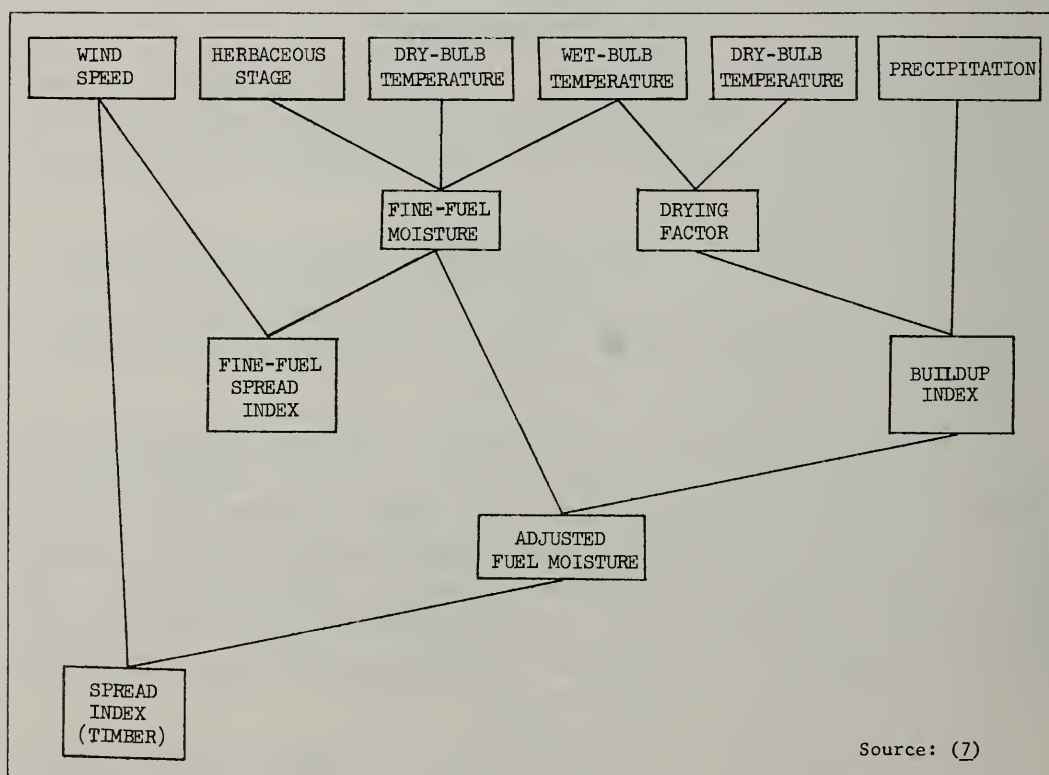 WIND
SPEED
HERBACEOUS
STAGE
DRY-BULB
TEMPERATURE
WET-BULB
TEMPERATURE
DRY-BULB
TEMPERATURE
PRECIPITATION
FINE-FUEL
MOISTURE
DRYING
FACTOR
FINE-FUEL
SPREAD
INDEX
BUILDUP
INDEX
ADJUSTED
FUEL MOISTURE
SPREAD
INDEX
(TIMBER)
Source: (7)